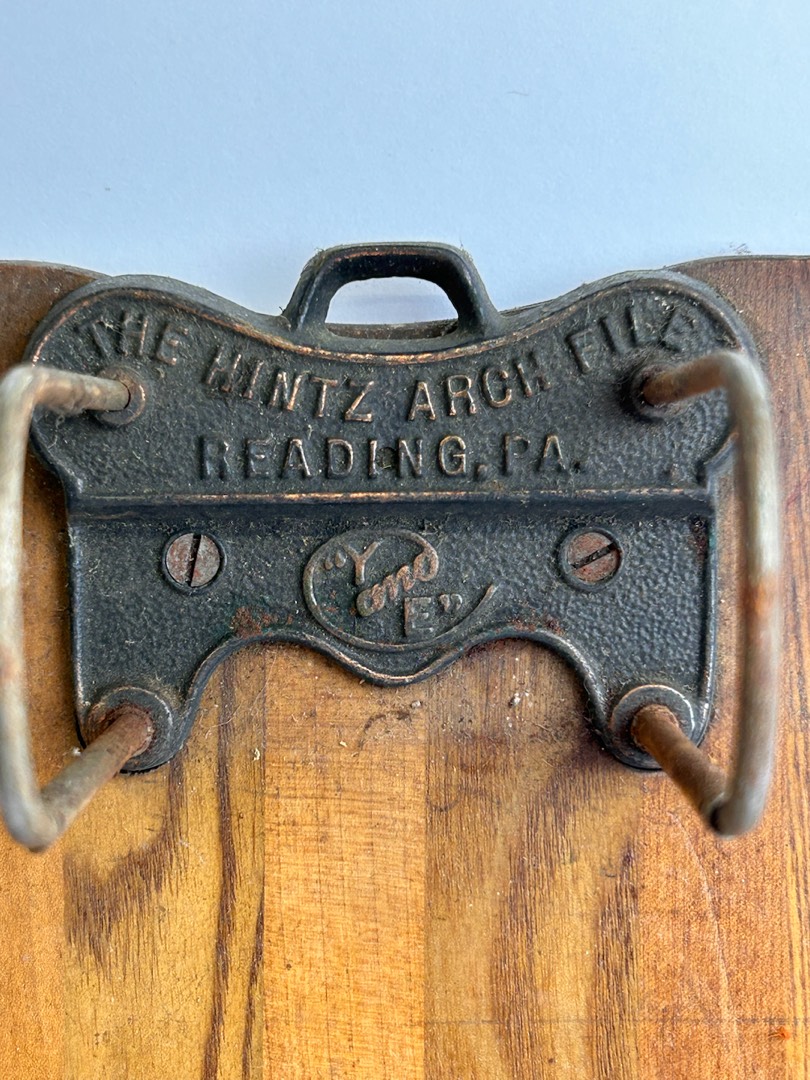 THE HINTZ ARCH FILE
READING, PA.
"Y
and
E"